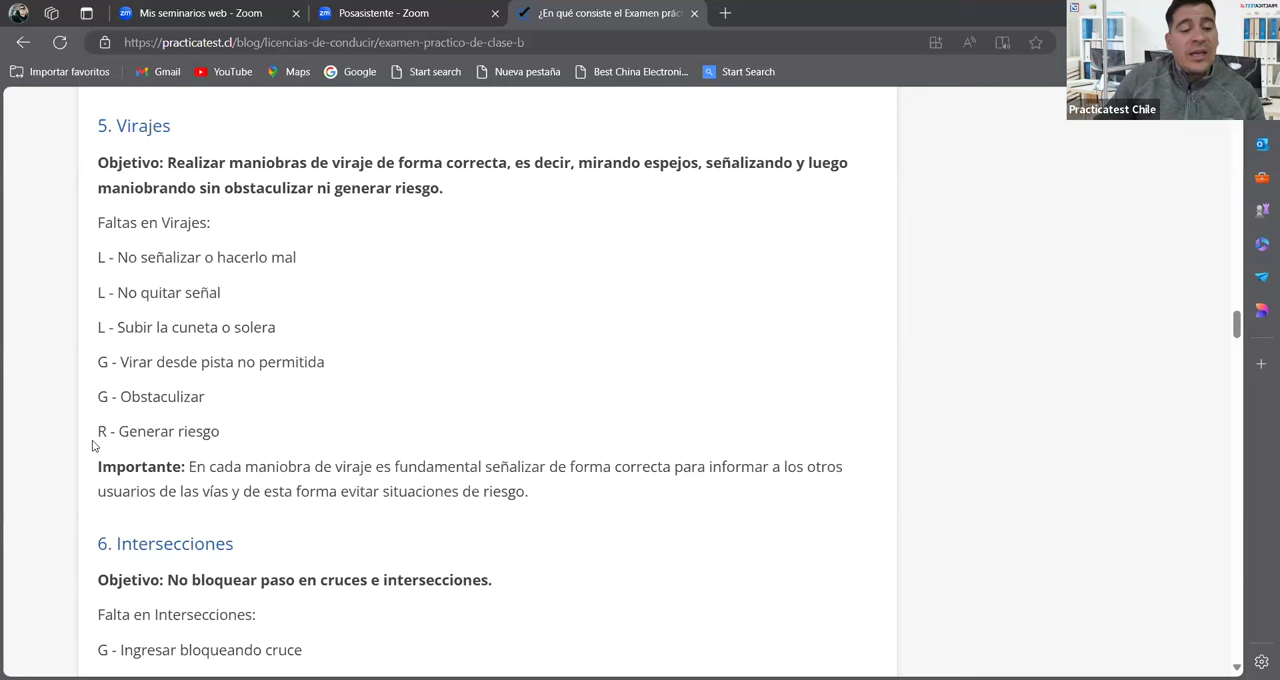 Mis seminarios web - Zoom
Posasistente - Zoom
¿En qué consiste el Examen prác
https://practicatest.cl/blog/licencias-de-conducir/examen-practico-de-clase-b
Importar favoritos
Gmail
YouTube
Maps
Google
Start search
Nueva pestaña
Best China Electroni...
Start Search
PRACTICATEST.cl
Practicatest Chile
5. Virajes
Objetivo: Realizar maniobras de viraje de forma correcta, es decir, mirando espejos, señalizando y luego
maniobrando sin obstaculizar ni generar riesgo.
Faltas en Virajes:
L - No señalizar o hacerlo mal
L - No quitar señal
L - Subir la cuneta o solera
G - Virar desde pista no permitida
G - Obstaculizar
R - Generar riesgo
Importante: En cada maniobra de viraje es fundamental señalizar de forma correcta para informar a los otros
usuarios de las vías y de esta forma evitar situaciones de riesgo.
6. Intersecciones
Objetivo: No bloquear paso en cruces e intersecciones.
Falta en Intersecciones:
G - Ingresar bloqueando cruce